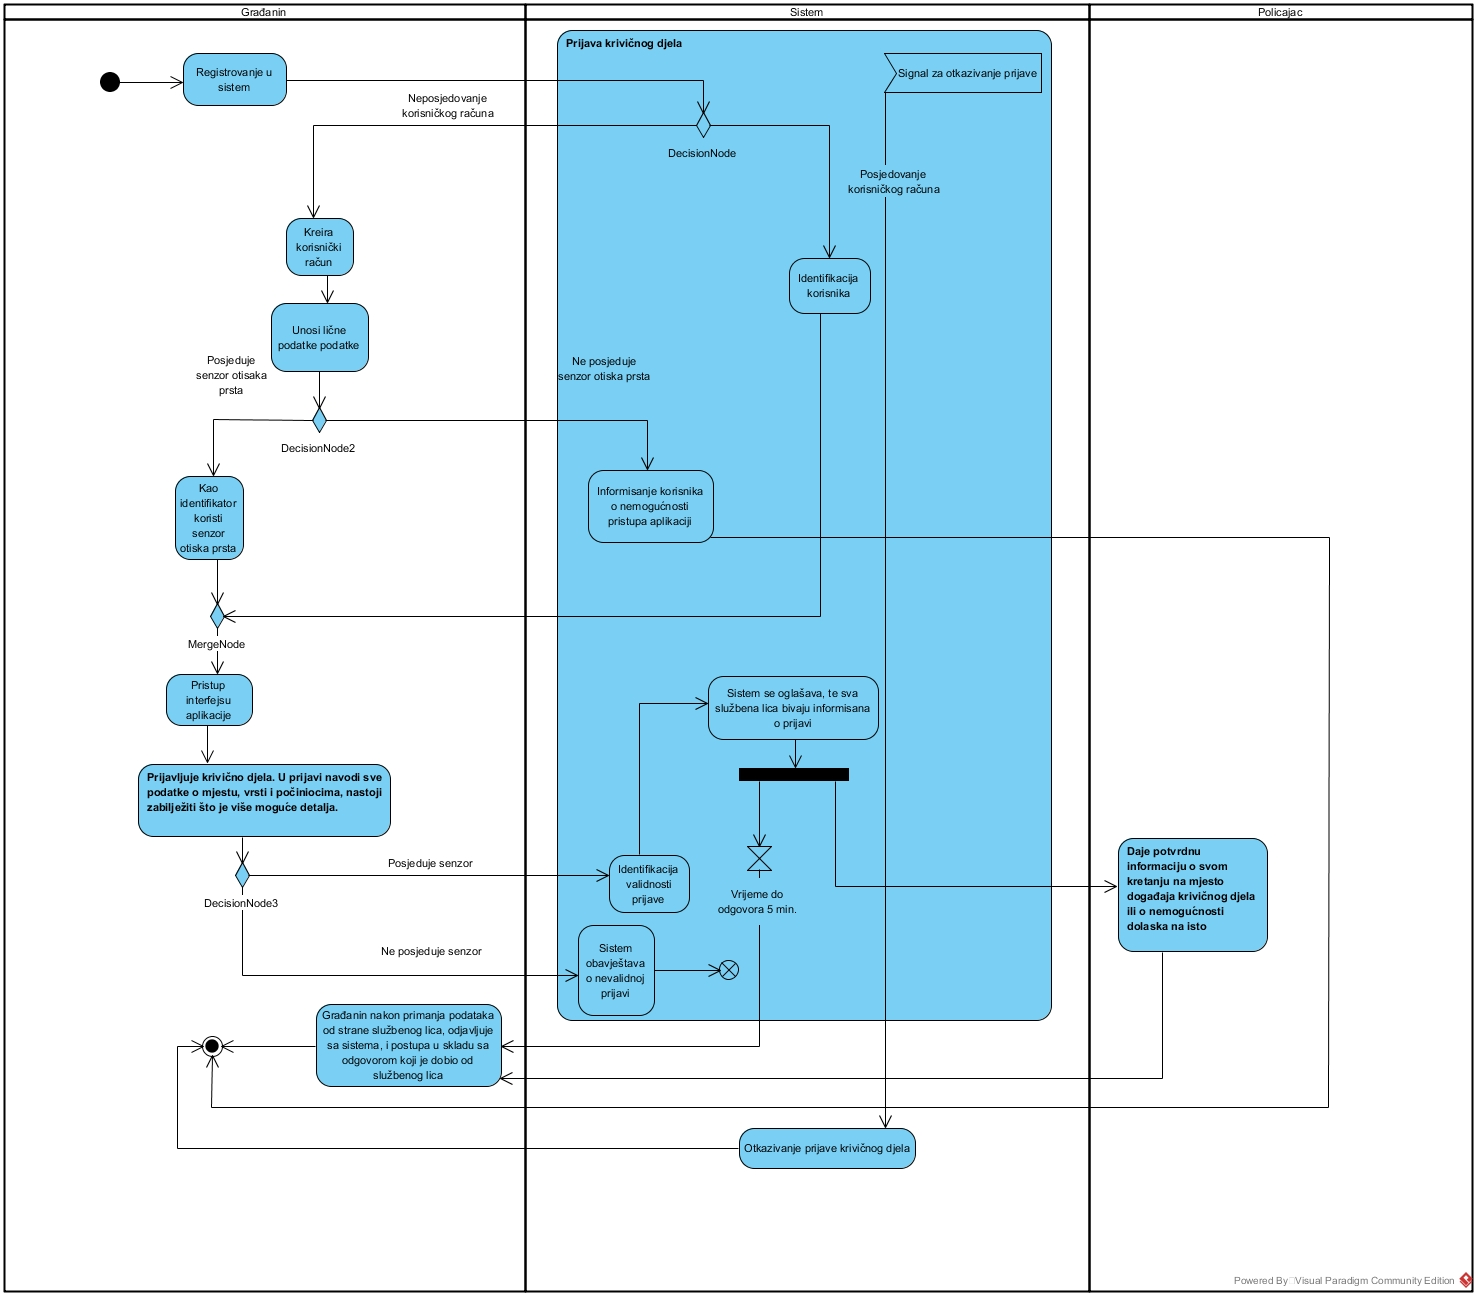 Građanin
Sistem
Policajac
Prijava krivičnog djela
Registrovanje u
sistem
Signal za otkazivanje prijave
Neposjedovanje
korisničkog računa
DecisionNode
Posjedovanje
korisničkog računa
Kreira
korisnički
račun
Identifikacija
korisnika
Unosi lične
podatke podatke
Posjeduje
senzor otisaka
prsta
Ne posjeduje
senzor otiska prsta
DecisionNode2
Kao
identifikator
koristi
senzor
otiska prsta
Informisanje korisnika
o nemogućnosti
pristupa aplikaciji
MergeNode
Pristup
interfejsu
aplikacije
Sistem se oglašava, te sva
službena lica bivaju informisana
o prijavi
Prijavljuje krivično djela. U prijavi navodi sve
podatke o mjestu, vrsti i počiniocima, nastoji
zabilježiti što je više moguće detalja.
Posjeduje senzor
DecisionNode3
Identifikacija
validnosti
prijave
Vrijeme do
odgovora 5 min.
Daje potvrdnu
informaciju o svom
kretanju na mjesto
događaja krivičnog djela
ili o nemogućnosti
dolaska na isto
Ne posjeduje senzor
Sistem
obavještava
o nevalidnoj
prijavi
Građanin nakon primanja podataka
od strane službenog lica, odjavljuje
sa sistema, i postupa u skladu sa
odgovorom koji je dobio od
službenog lica
Otkazivanje prijave krivičnog djela
Powered By Visual Paradigm Community Edition